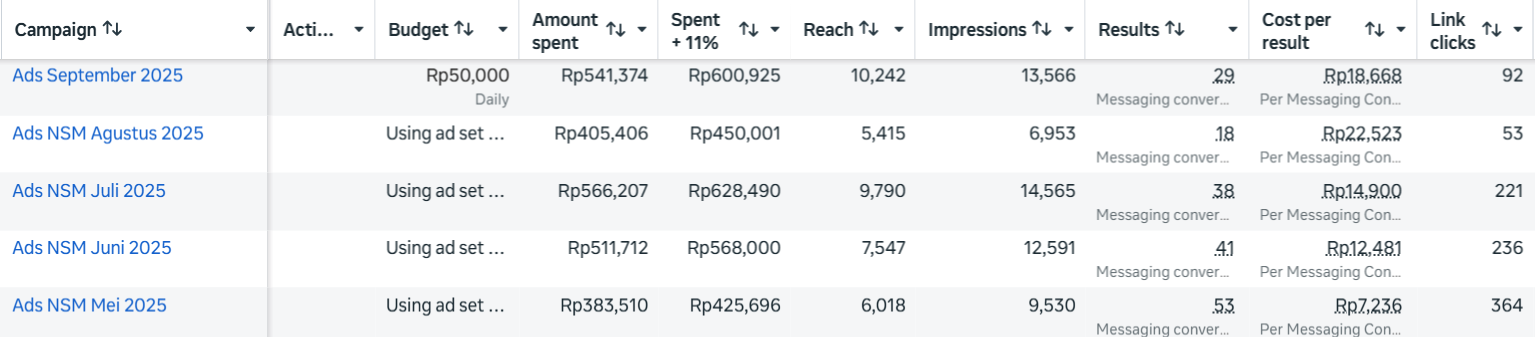 Campaign Acti... Budget Amount spent Spent + 11% Reach Impressions Results Cost per result Link clicks
Ads September 2025 Rp50,000 Rp541,374 Rp600,925 10,242 13,566 29 Rp18,668 92
Daily Messaging conver... Per Messaging Con...
Ads NSM Agustus 2025 Using ad set ... Rp405,406 Rp450,001 5,415 6,953 18 Rp22,523 53
Messaging conver... Per Messaging Con...
Ads NSM Juli 2025 Using ad set ... Rp566,207 Rp628,490 9,790 14,565 38 Rp14,900 221
Messaging conver... Per Messaging Con...
Ads NSM Juni 2025 Using ad set ... Rp511,712 Rp568,000 7,547 12,591 41 Rp12,481 236
Messaging conver... Per Messaging Con...
Ads NSM Mei 2025 Using ad set ... Rp383,510 Rp425,696 6,018 9,530 53 Rp7,236 364
Messaging conver... Per Messaging Con...